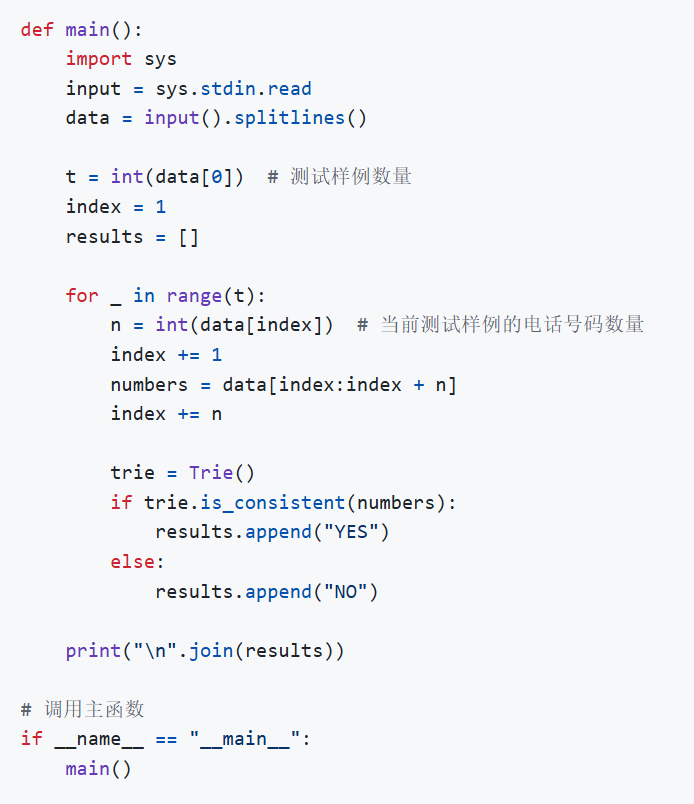 def main():
    import sys
    input = sys.stdin.read
    data = input().splitlines()
    t = int(data[0])  # 测试样例数量
    index = 1
    results = []
    for _ in range(t):
        n = int(data[index])  # 当前测试样例的电话号码数量
        index += 1
        numbers = data[index:index + n]
        index += n
        trie = Trie()
        if trie.is_consistent(numbers):
            results.append("YES")
        else:
            results.append("NO")
    print("\n".join(results))
# 调用主函数
if __name__ == "__main__":
    main()